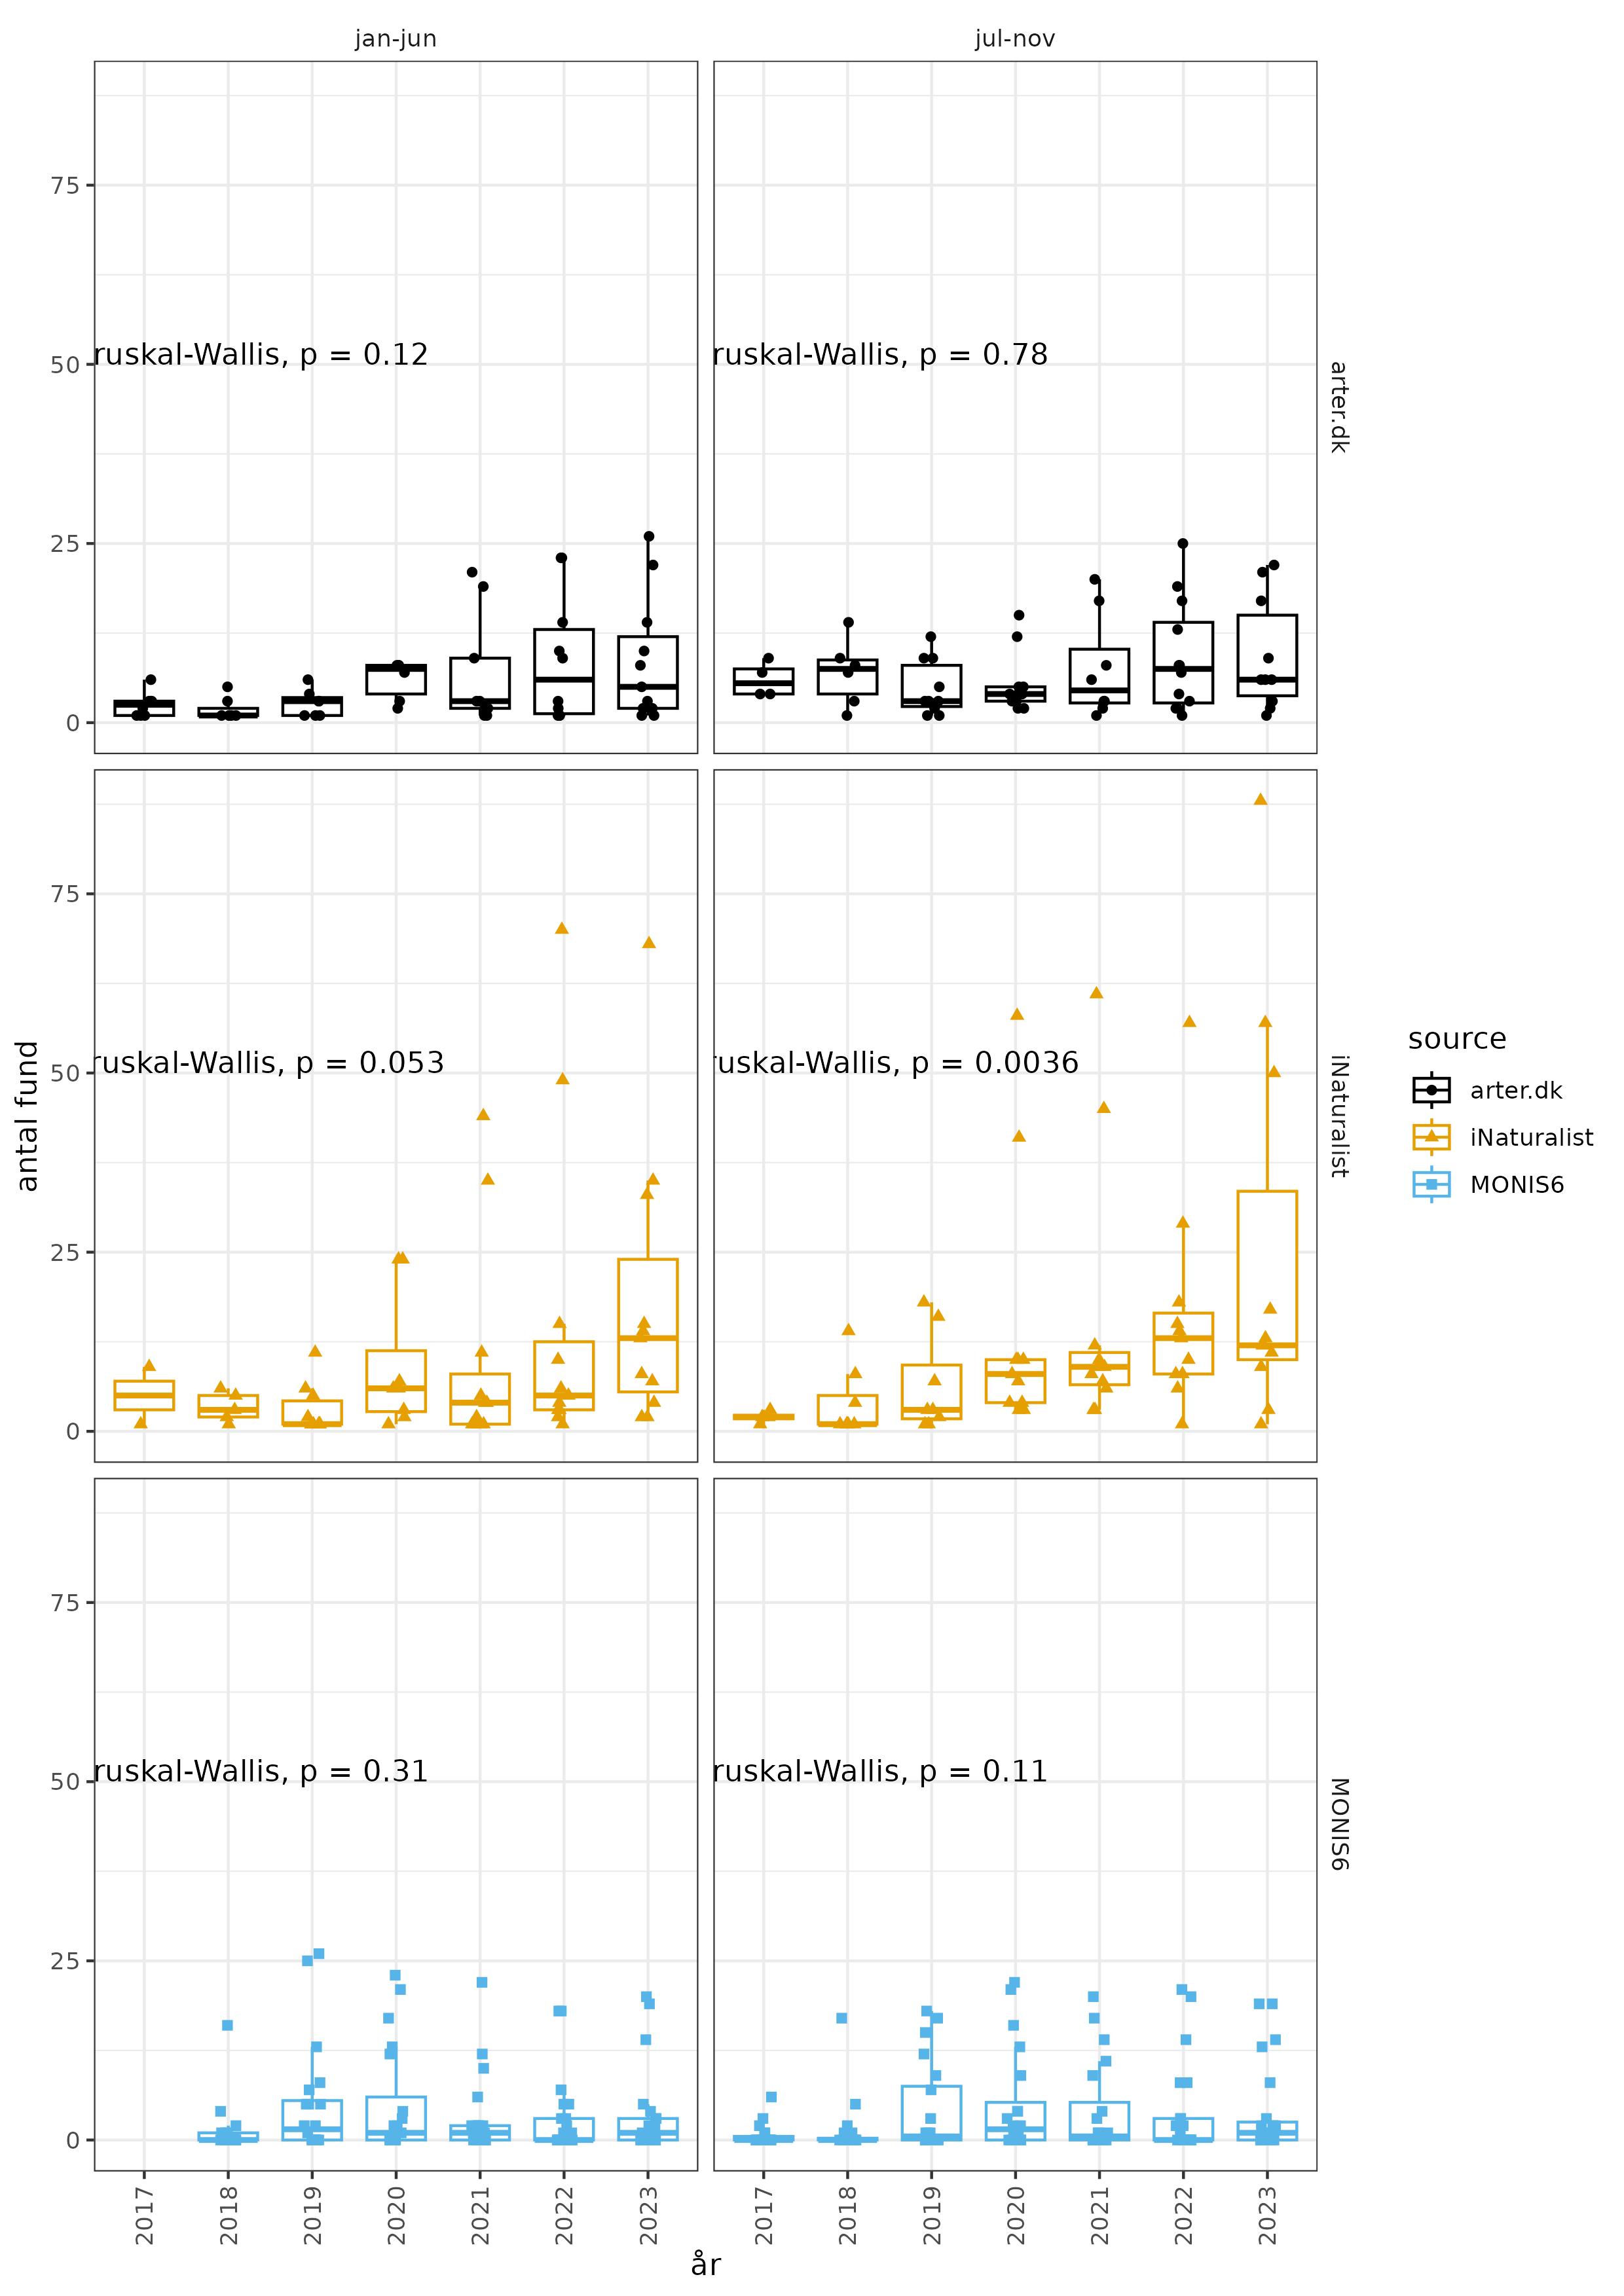 jan-jun
jul-nov
75
50
25
0
ruskal-Wallis, p = 0.12
ruskal-Wallis, p = 0.78
arter.dk
75
50
25
0
ruskal-Wallis, p = 0.053
ruskal-Wallis, p = 0.0036
iNaturalist
75
50
25
0
ruskal-Wallis, p = 0.31
ruskal-Wallis, p = 0.11
MONIS6
antal fund
2017
2018
2019
2020
2021
2022
2023
2017
2018
2019
2020
2021
2022
2023
år
source
arter.dk
iNaturalist
MONIS6